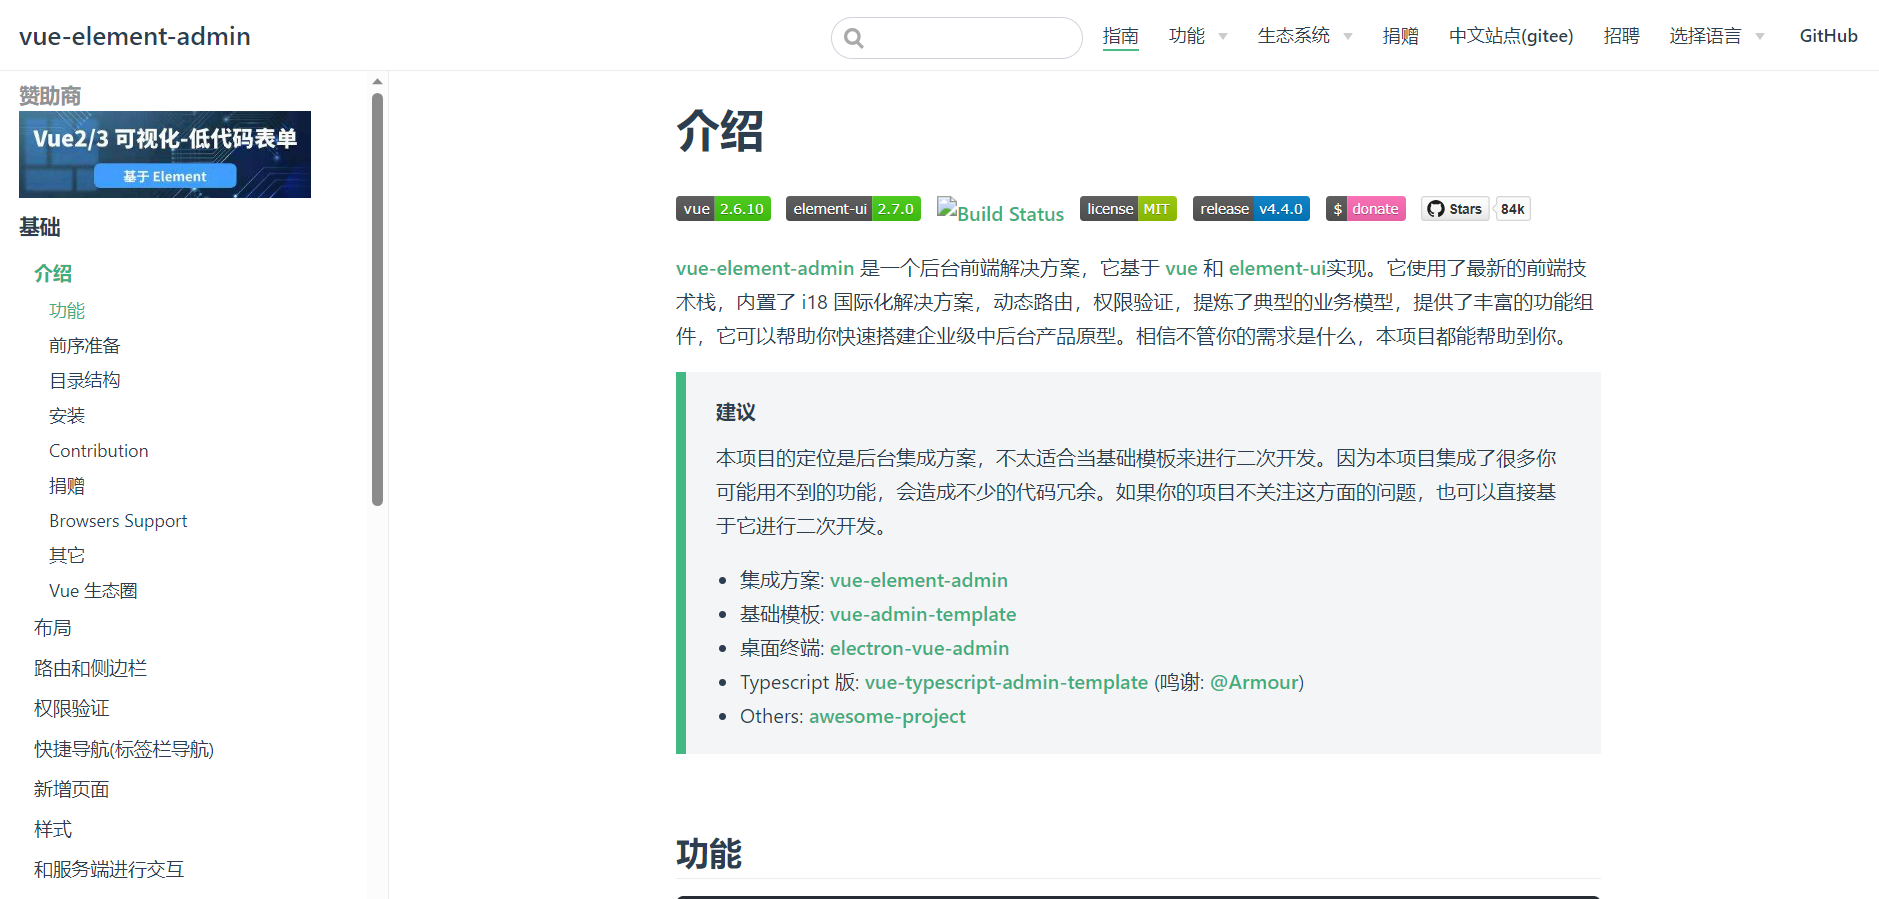 vue-element-admin
指南
功能
生态系统
捐赠
中文站点(gitee)
招聘
选择语言
GitHub
赞助商
Vue2/3 可视化-低代码表单
基于 Element
基础
介绍
功能
前序准备
目录结构
安装
Contribution
捐赠
Browsers Support
其它
Vue 生态圈
布局
路由和侧边栏
权限验证
快捷导航(标签栏导航)
新增页面
样式
和服务端进行交互
介绍
vue 2.6.10 element-ui 2.7.0 Build Status license MIT release v4.4.0 $ donate Stars 84k
vue-element-admin 是一个后台前端解决方案，它基于 vue 和 element-ui实现。它使用了最新的前端技
术栈，内置了 i18 国际化解决方案，动态路由，权限验证，提炼了典型的业务模型，提供了丰富的功能组
件，它可以帮助你快速搭建企业级中后台产品原型。相信不管你的需求是什么，本项目都能帮助到你。
建议
本项目的定位是后台集成方案，不太适合当基础模板来进行二次开发。因为本项目集成了很多你
可能用不到的功能，会造成不少的代码冗余。如果你的项目不关注这方面的问题，也可以直接基
于它进行二次开发。
• 集成方案: vue-element-admin
• 基础模板: vue-admin-template
• 桌面终端: electron-vue-admin
• Typescript 版: vue-typescript-admin-template (鸣谢: @Armour)
• Others: awesome-project
功能